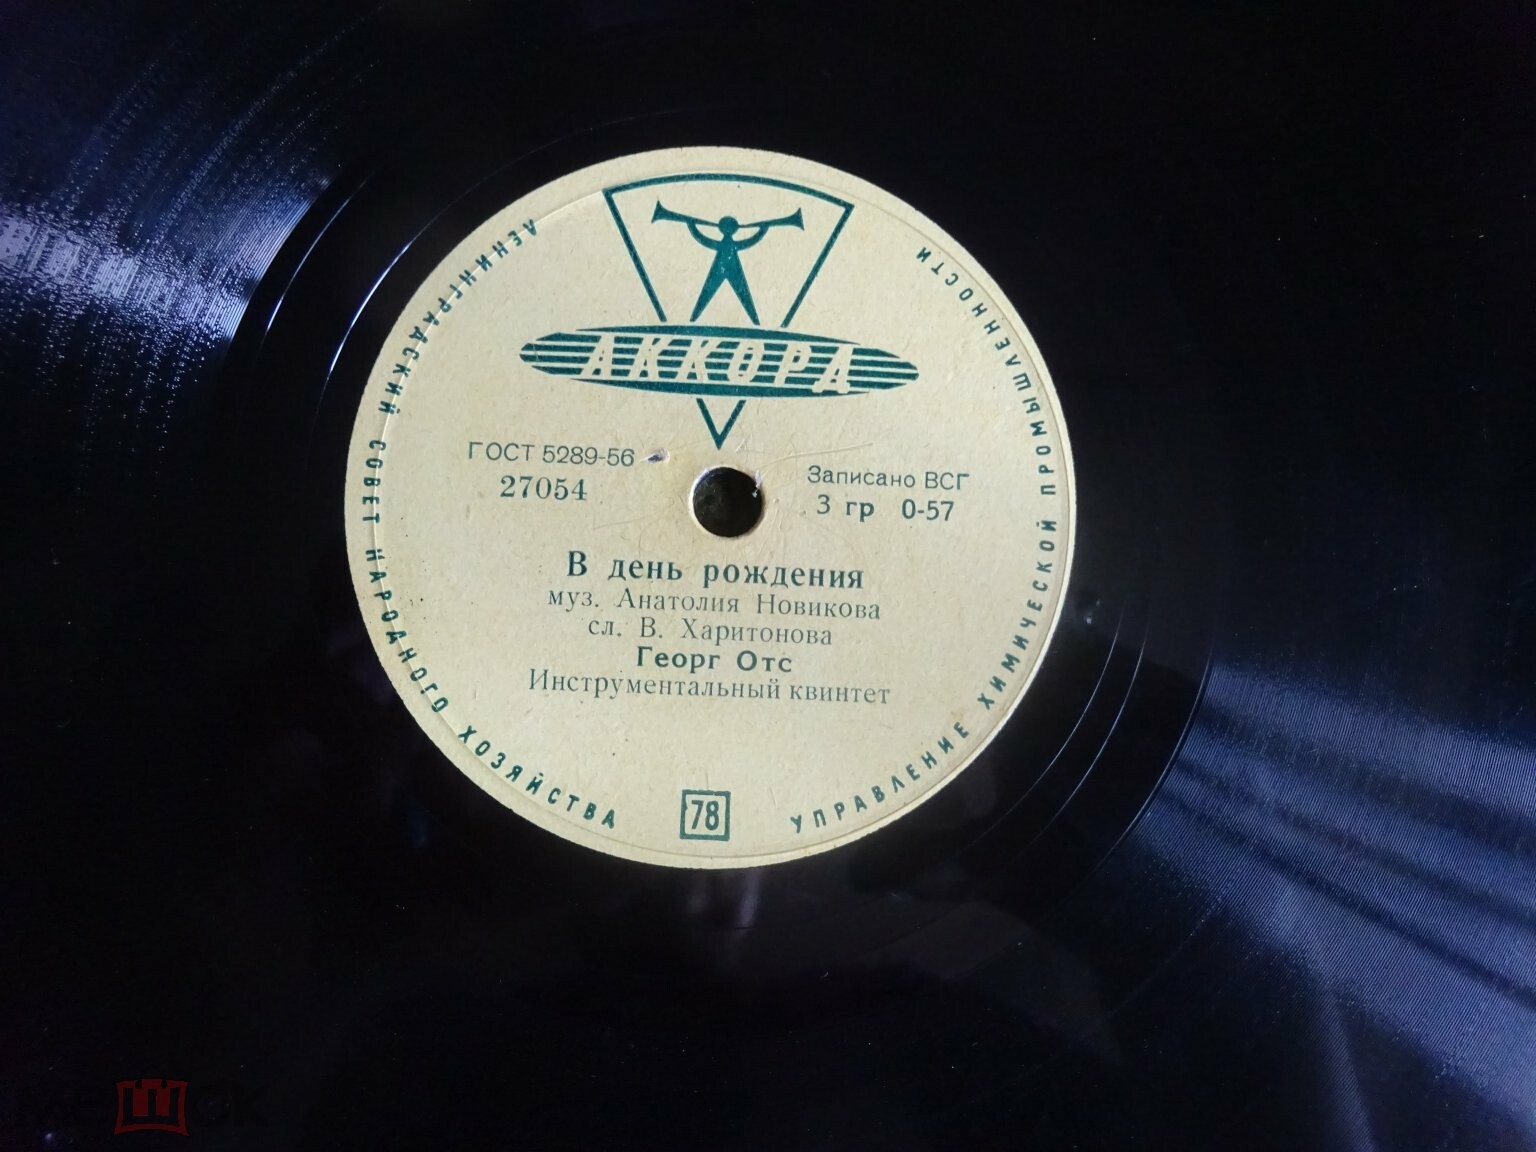 АККОРД
ЛЕНИНГРАДСКИЙ СОВЕТ НАРОДНОГО ХОЗЯЙСТВА
УПРАВЛЕНИЕ ХИМИЧЕСКОЙ ПРОМЫШЛЕННОСТИ
ГОСТ 5289-56
27054
Записано ВСГ
3 гр 0-57
В день рождения
муз. Анатолия Новикова
сл. В. Харитонова
Георг Отс
Инструментальный квинтет
78